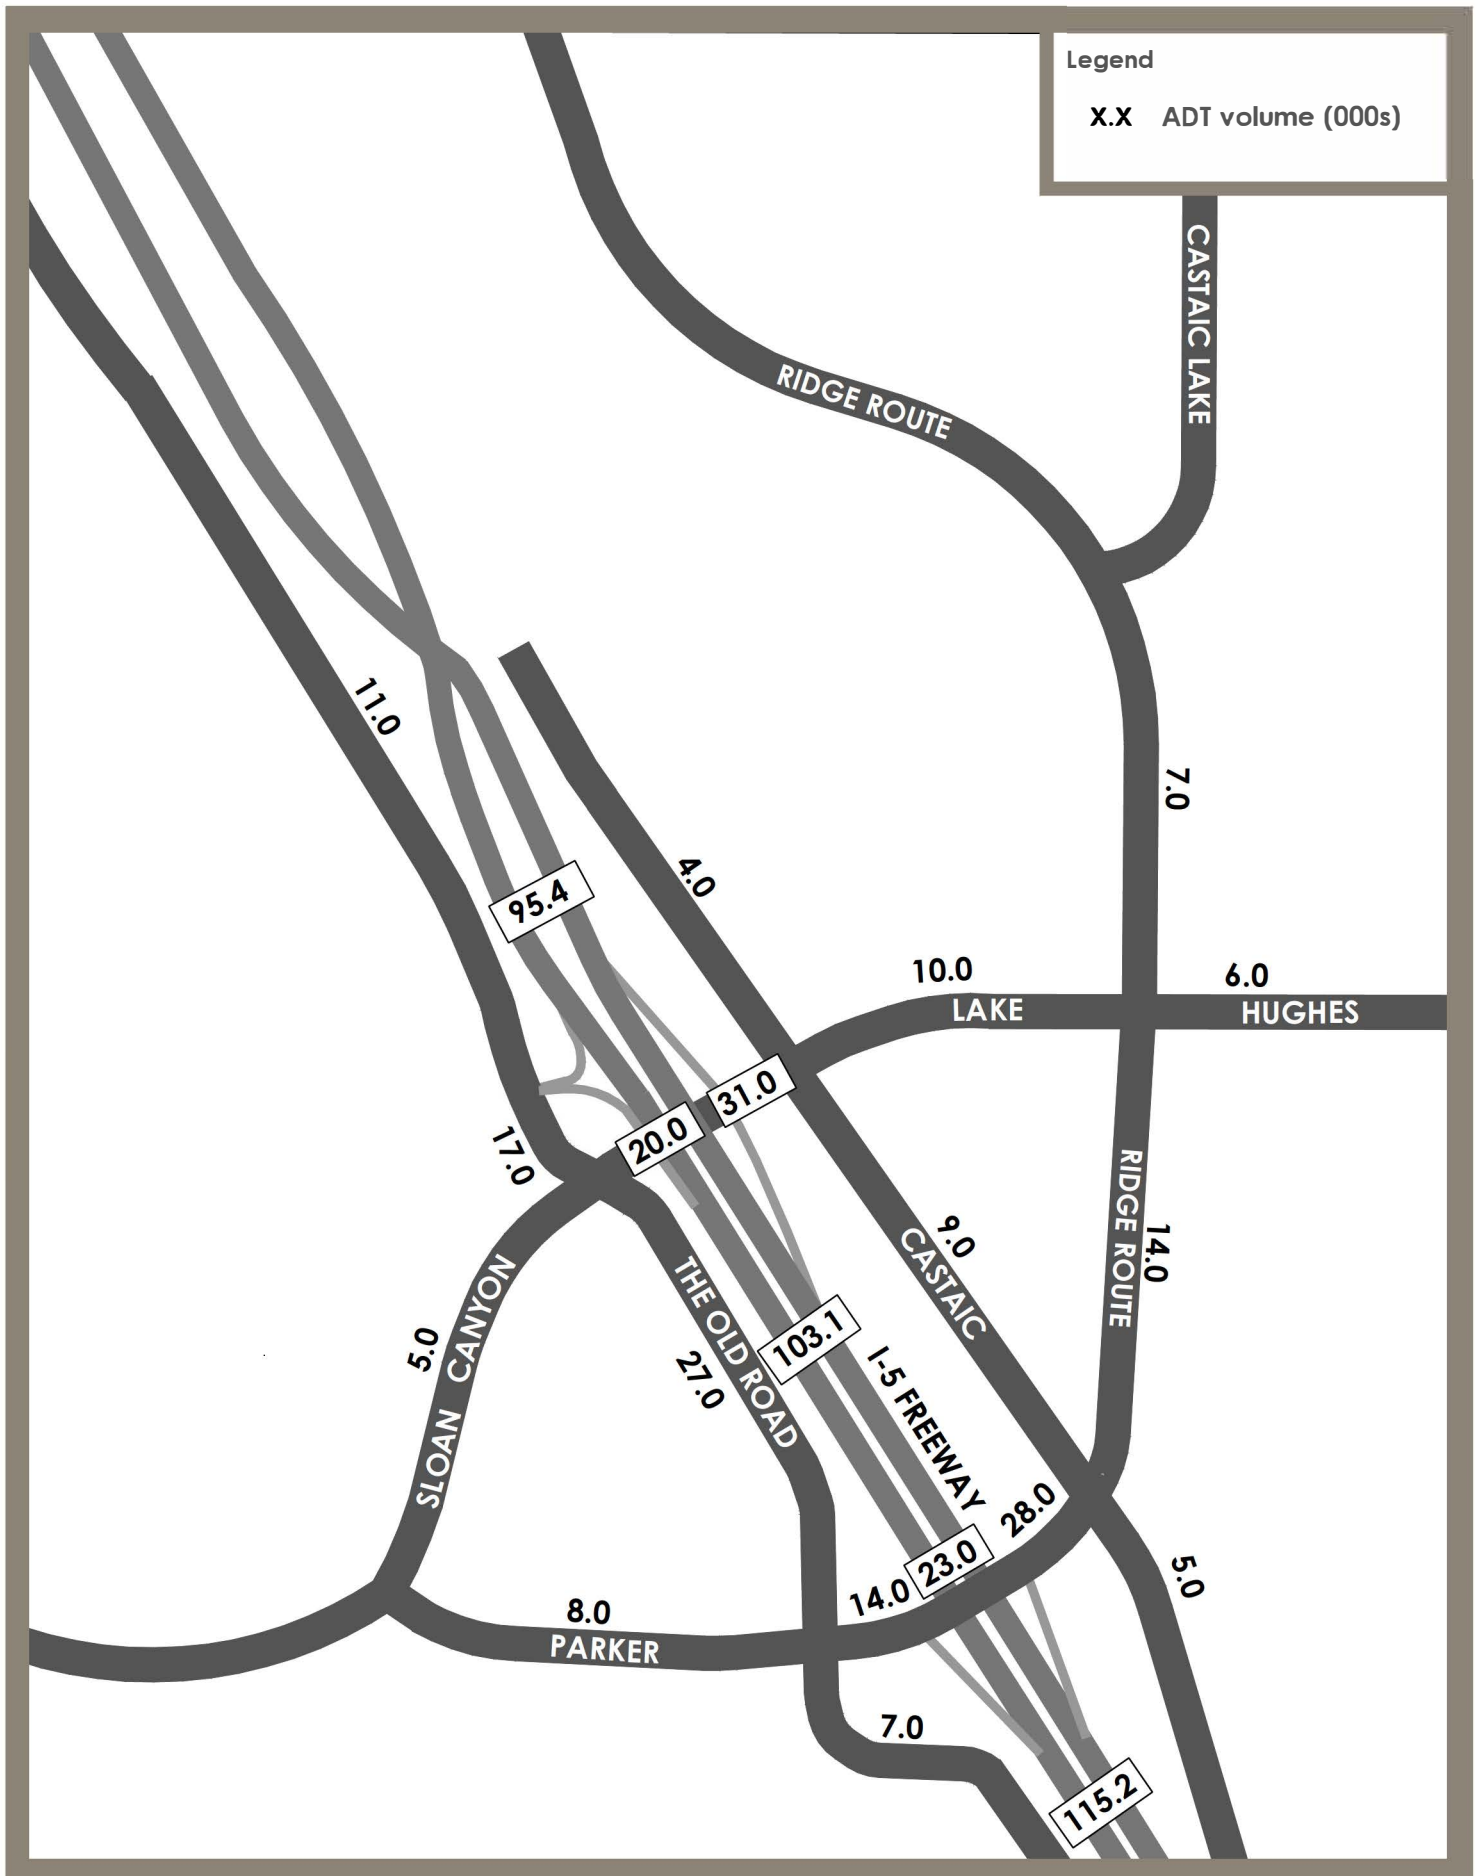 Legend
X.X ADT volume (000s)
CASTAIC LAKE
RIDGE ROUTE
11.0
7.0
4.0
95.4
10.0
6.0
LAKE
HUGHES
31.0
20.0
17.0
RIDGE ROUTE
14.0
9.0
CASTAIC
THE OLD ROAD
27.0
103.1
I-5 FREEWAY
5.0
SLOAN CANYON
28.0
23.0
14.0
5.0
8.0
PARKER
7.0
115.2